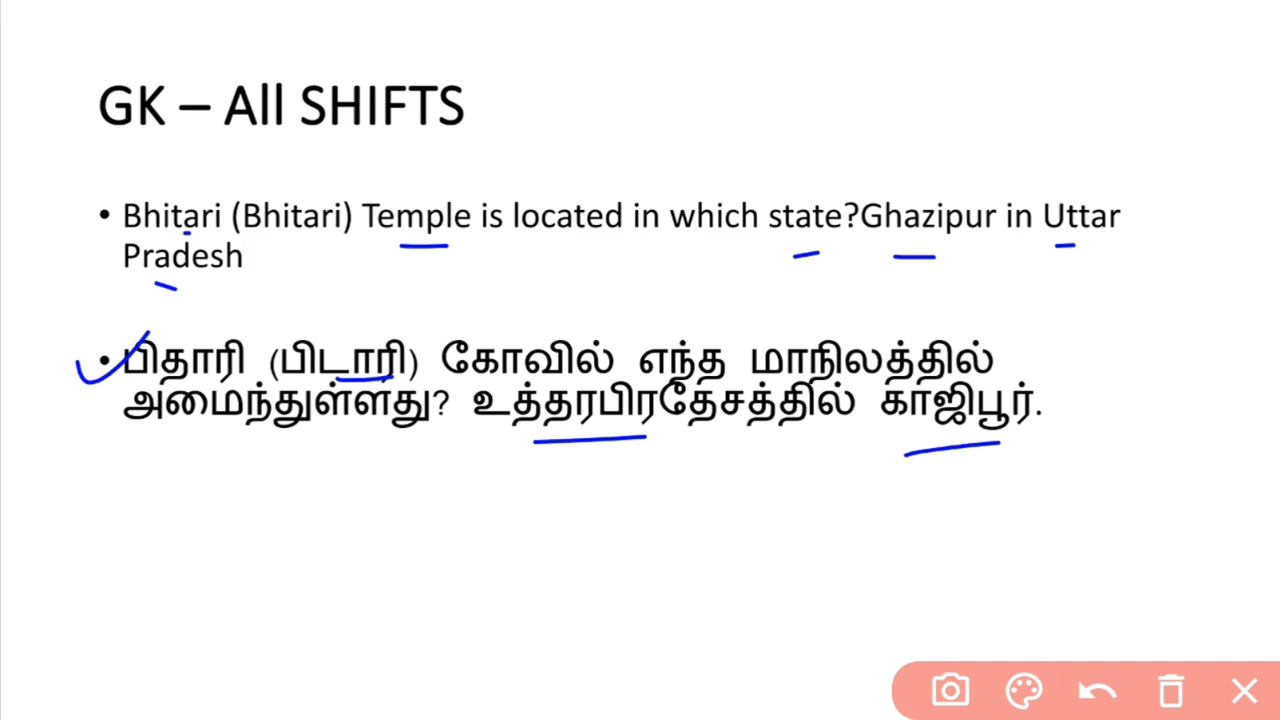 GK – All SHIFTS
• Bhitari (Bhitari) Temple is located in which state?Ghazipur in Uttar
Pradesh
• பிதாரி (பிடாரி) கோவில் எந்த மாநிலத்தில்
அமைந்துள்ளது? உத்தரபிரதேசத்தில் காஜிபூர்.